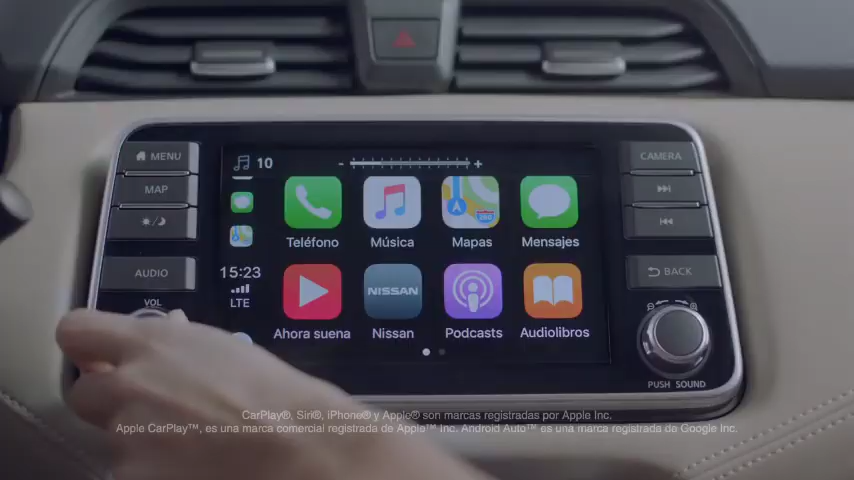 MENU
MAP
AUDIO
VOL
10
- +
15:23
LTE
Teléfono
Música
Mapas
280
Mensajes
Ahora suena
NISSAN
Nissan
Podcasts
Audiolibros
CAMERA
BACK
PUSH SOUND
CarPlay®, Siri®, iPhone® y Apple® son marcas registradas por Apple Inc.
Apple CarPlay™, es una marca comercial registrada de Apple™ Inc. Android Auto™ es una marca registrada da Google Inc.